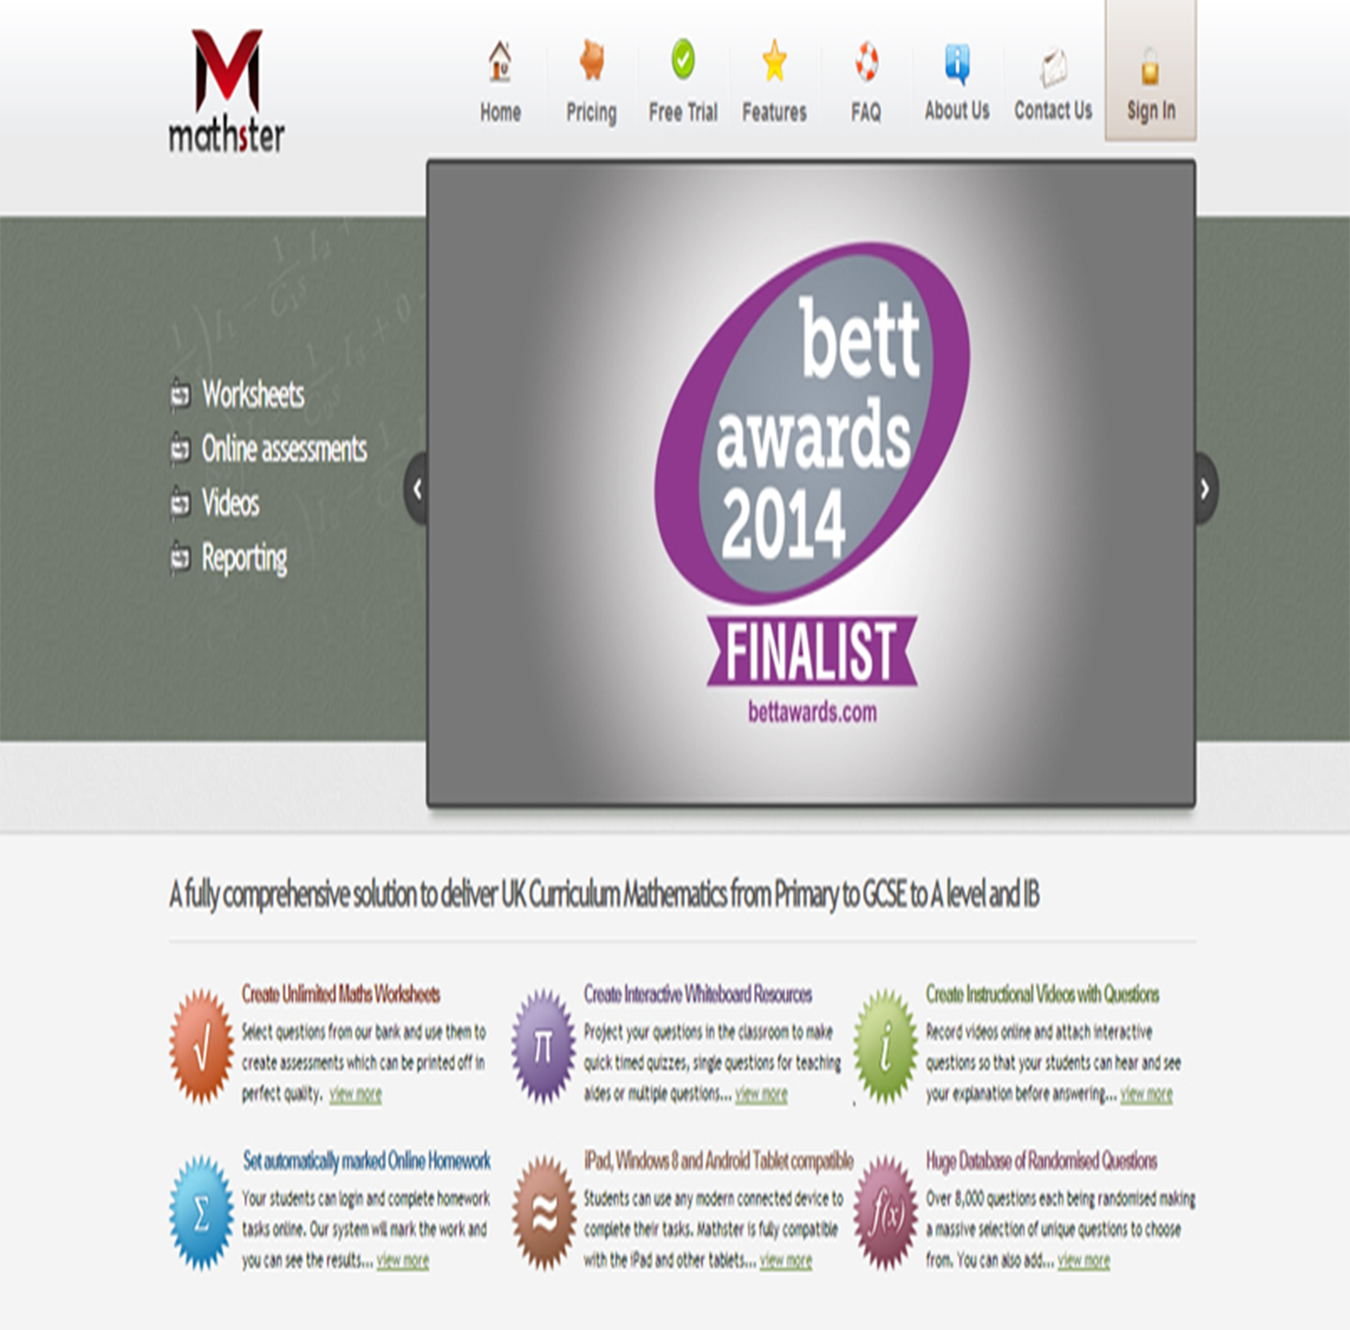 mathster
Home
Pricing
Free Trial
Features
FAQ
About Us
Contact Us
Sign In
Worksheets
Online assessments
Videos
Reporting
bett
awards
2014
FINALIST
bettawards.com
A fully comprehensive solution to deliver UK Curriculum Mathematics from Primary to GCSE to A level and IB
√
Create Unlimited Maths Worksheets
Select questions from our bank and use them to
create assessments which can be printed off in
perfect quality. view more
π
Create Interactive Whiteboard Resources
Project your questions in the classroom to make
quick timed quizzes, single questions for teaching
aides or multiple questions... view more
i
Create Instructional Videos with Questions
Record videos online and attach interactive
questions so that your students can hear and see
your explanation before answering... view more
Σ
Set automatically marked Online Homework
Your students can login and complete homework
tasks online. Our system will mark the work and
you can see the results... view more
≈
iPad, Windows 8 and Android Tablet compatible
Students can use any modern connected device to
complete their tasks. Mathster is fully compatible
with the iPad and other tablets... view more
f(x)
Huge Database of Randomised Questions
Over 8,000 questions each being randomised making
a massive selection of unique questions to choose
from. You can also add... view more